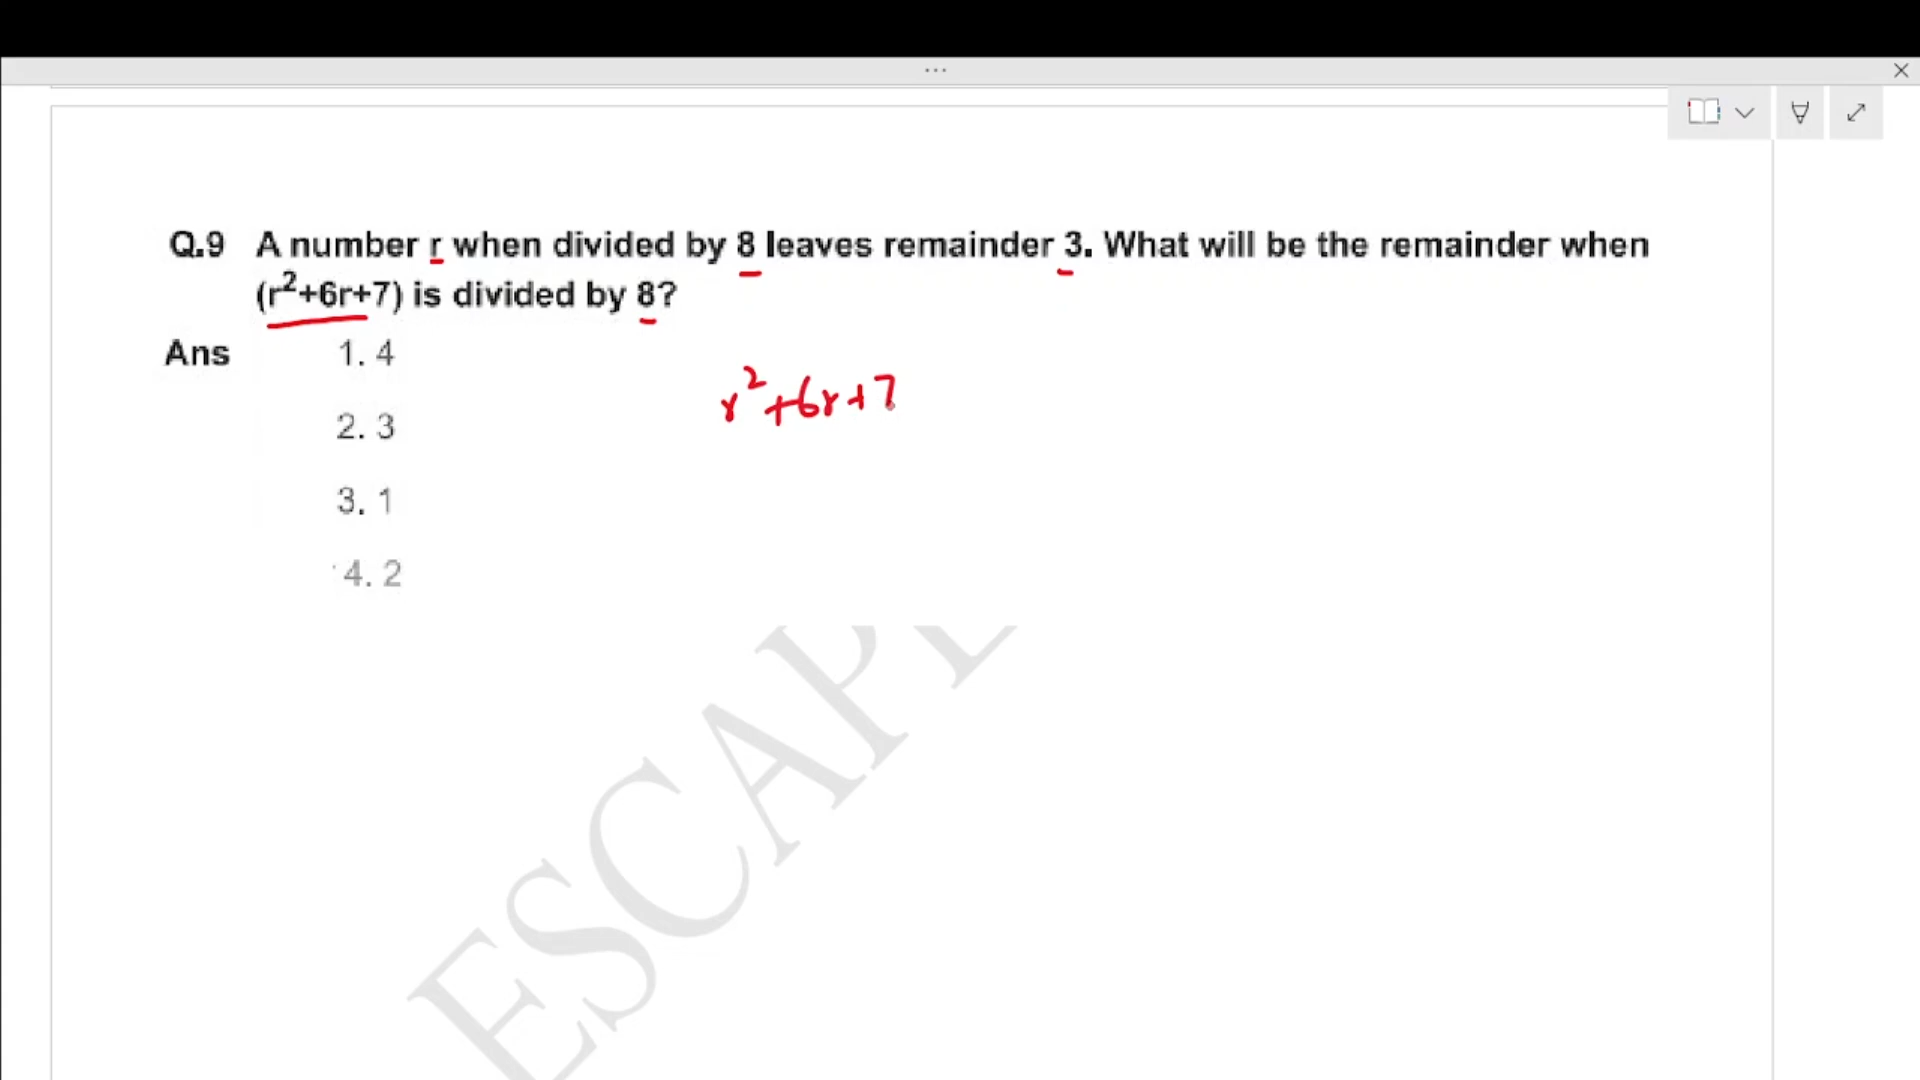 Q.9 A number r when divided by 8 leaves remainder 3. What will be the remainder when
(r²+6r+7) is divided by 8?
Ans 1. 4
r²+6r+7
2. 3
3. 1
4. 2
ESCAPE